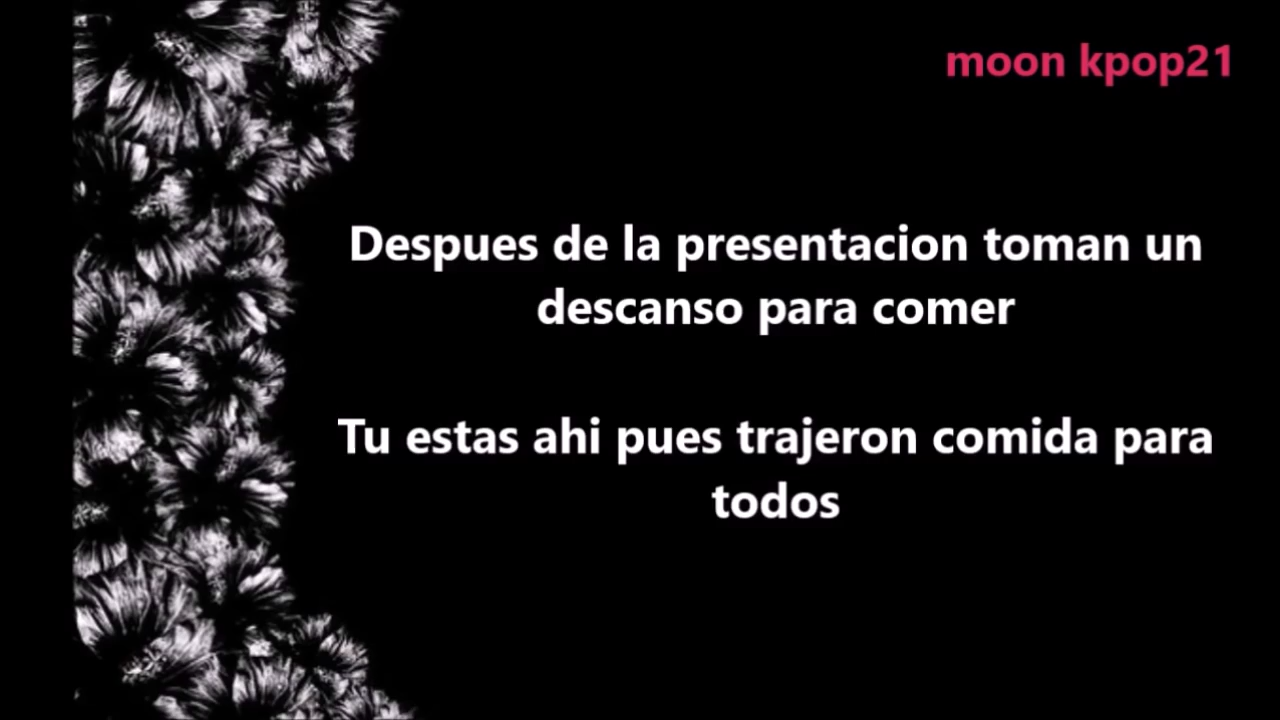 moon kpop21
Despues de la presentacion toman un
descanso para comer
Tu estas ahi pues trajeron comida para
todos